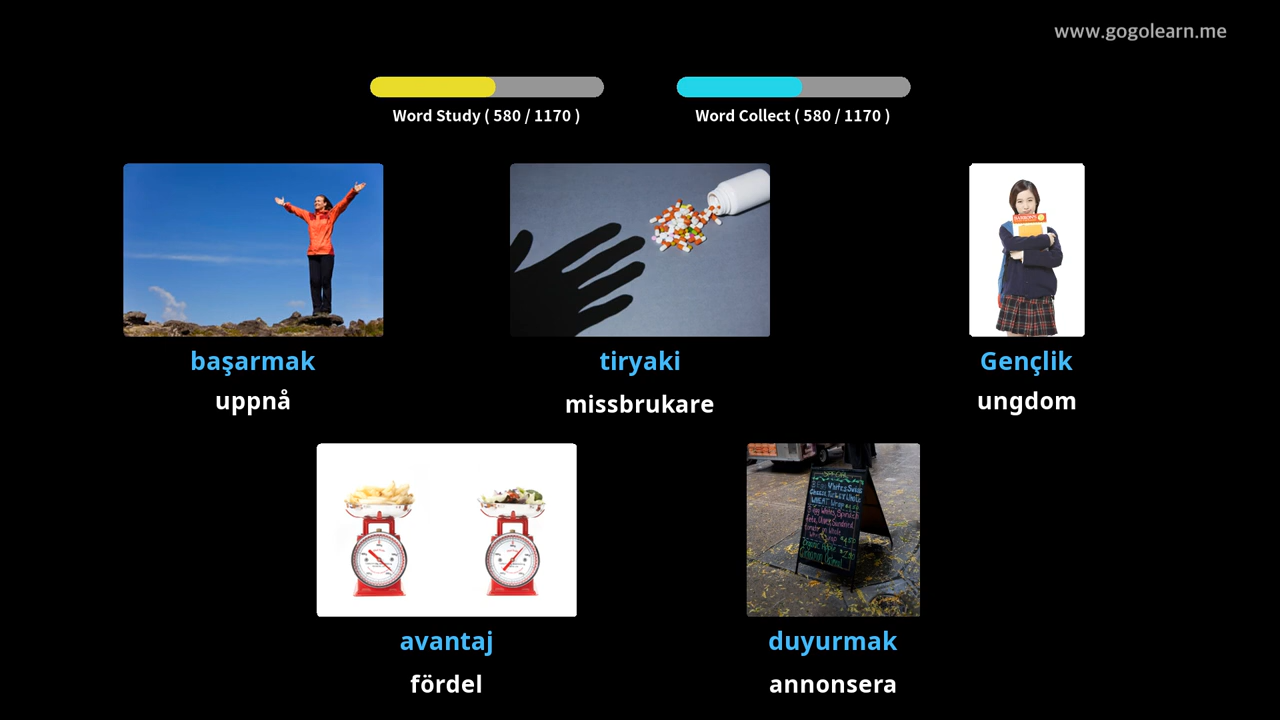 www.gogolearn.me
Word Study ( 580 / 1170 )
Word Collect ( 580 / 1170 )
başarmak
tiryaki
Gençlik
uppnå
missbrukare
ungdom
avantaj
duyurmak
fördel
annonsera